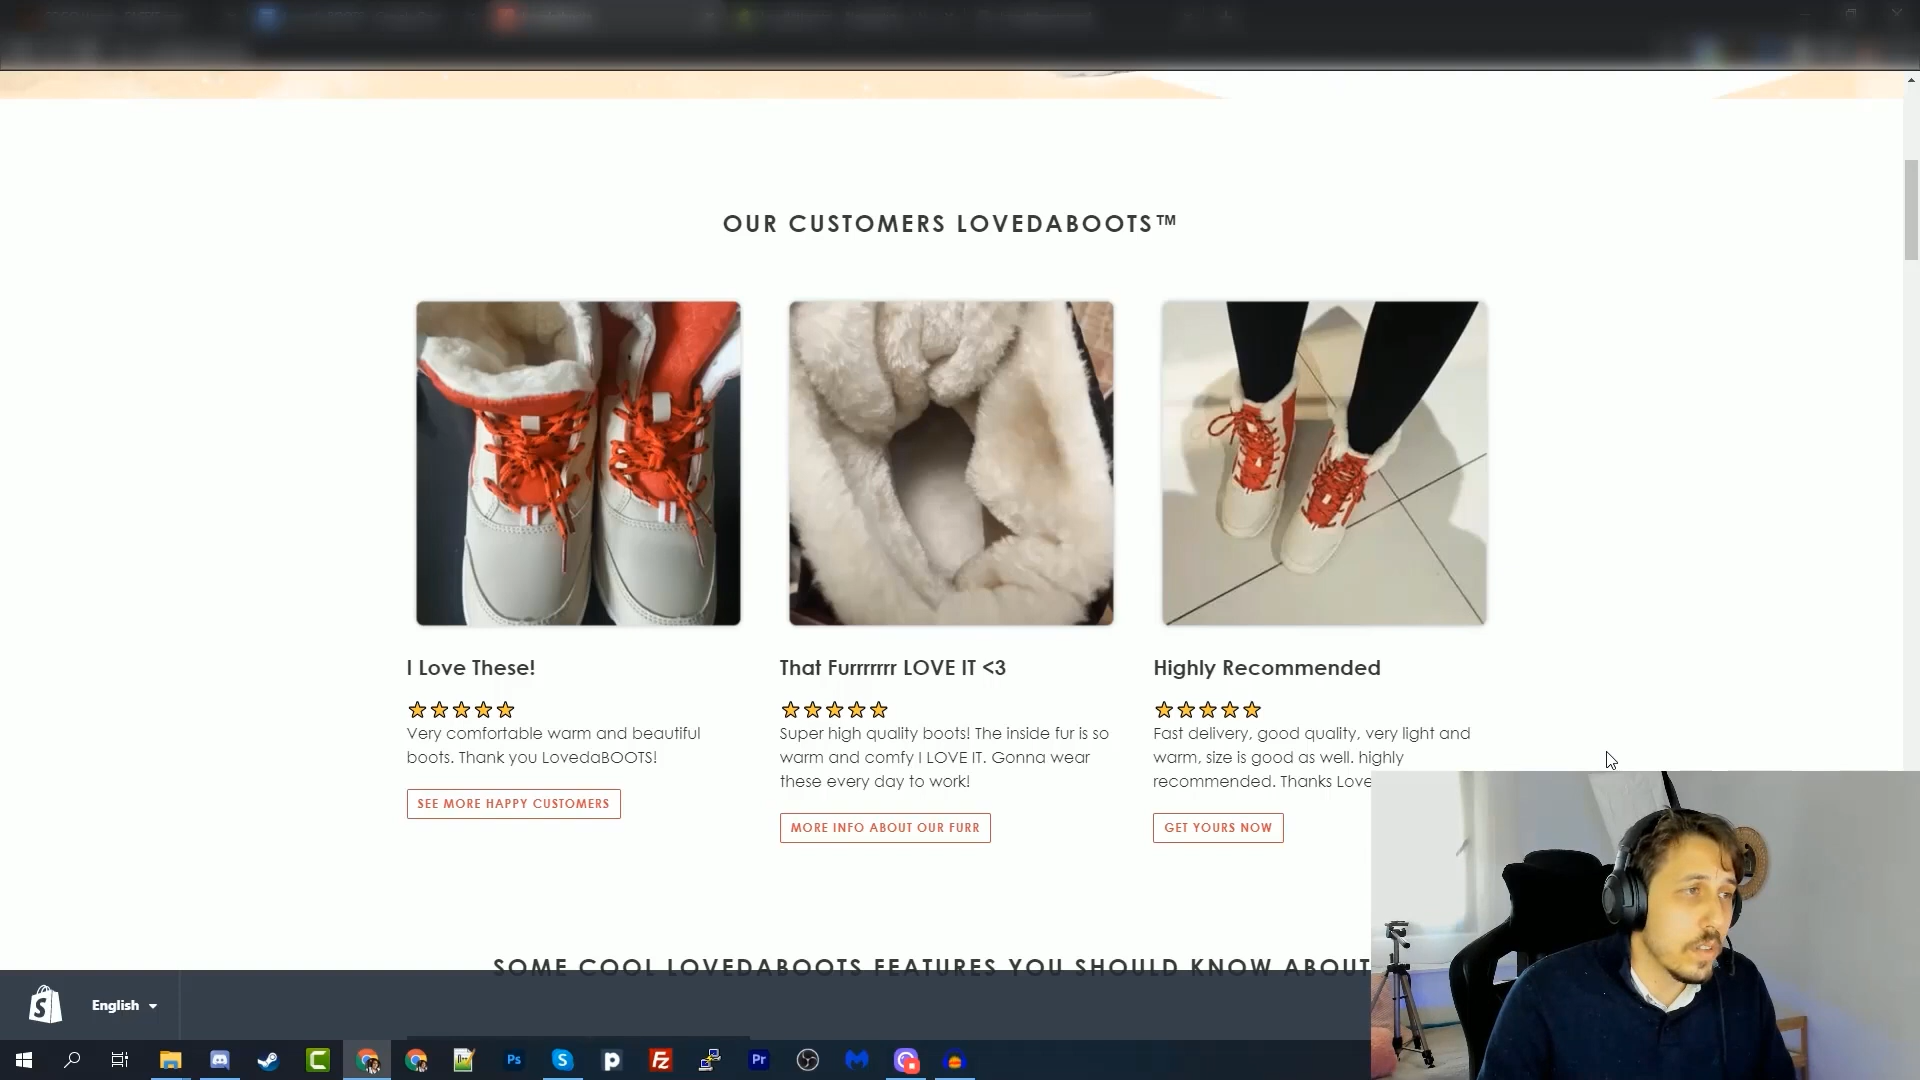 OUR CUSTOMERS LOVEDABOOTS™
I Love These!
Very comfortable warm and beautiful
boots. Thank you LovedaBOOTS!
SEE MORE HAPPY CUSTOMERS
That Furrrrrrr LOVE IT <3
Super high quality boots! The inside fur is so
warm and comfy I LOVE IT. Gonna wear
these every day to work!
MORE INFO ABOUT OUR FURR
Highly Recommended
Fast delivery, good quality, very light and
warm, size is good as well. highly
recommended. Thanks Love
GET YOURS NOW
SOME COOL LOVEDABOOTS FEATURES YOU SHOULD KNOW ABOUT
English
Ps
Pr